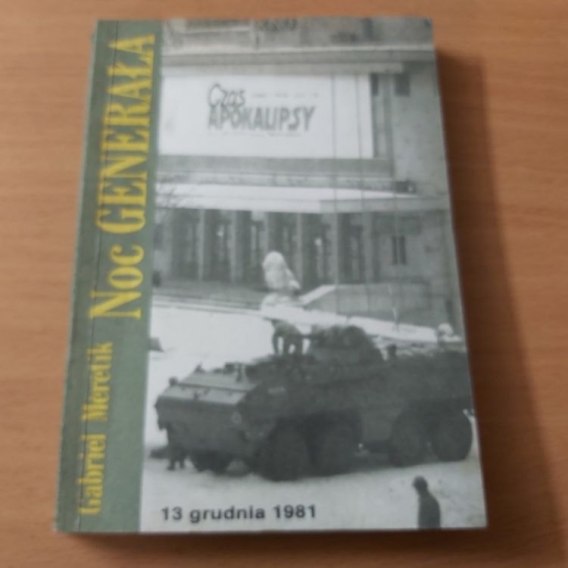 Gabriel Meretik
Noc GENERAŁA
Czas
APOKALIPSY
13 grudnia 1981